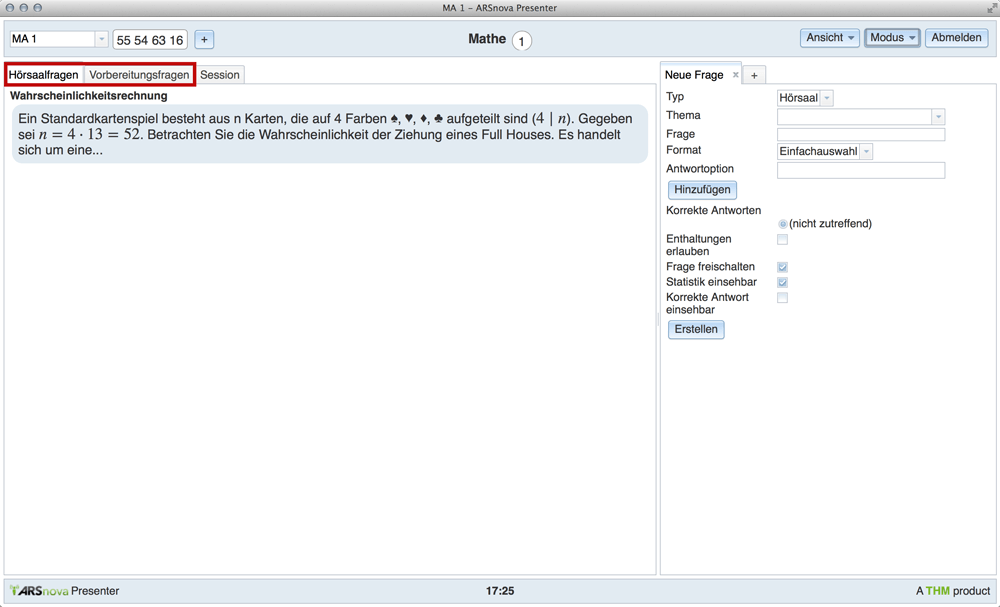 MA 1 – ARSnova Presenter
MA 1
55 54 63 16
+
Mathe 1
Ansicht
Modus
Abmelden
Hörsaalfragen
Vorbereitungsfragen
Session
Wahrscheinlichkeitsrechnung
Ein Standardkartenspiel besteht aus n Karten, die auf 4 Farben ♠, ♥, ♦, ♣ aufgeteilt sind (4 | n). Gegeben
sei n = 4 · 13 = 52. Betrachten Sie die Wahrscheinlichkeit der Ziehung eines Full Houses. Es handelt
sich um eine...
Neue Frage ×
+
Typ
Hörsaal
Thema
Frage
Format
Einfachauswahl
Antwortoption
Hinzufügen
Korrekte Antworten
(nicht zutreffend)
Enthaltungen
erlauben
Frage freischalten
Statistik einsehbar
Korrekte Antwort
einsehbar
Erstellen
ARSnova Presenter
17:25
A THM product